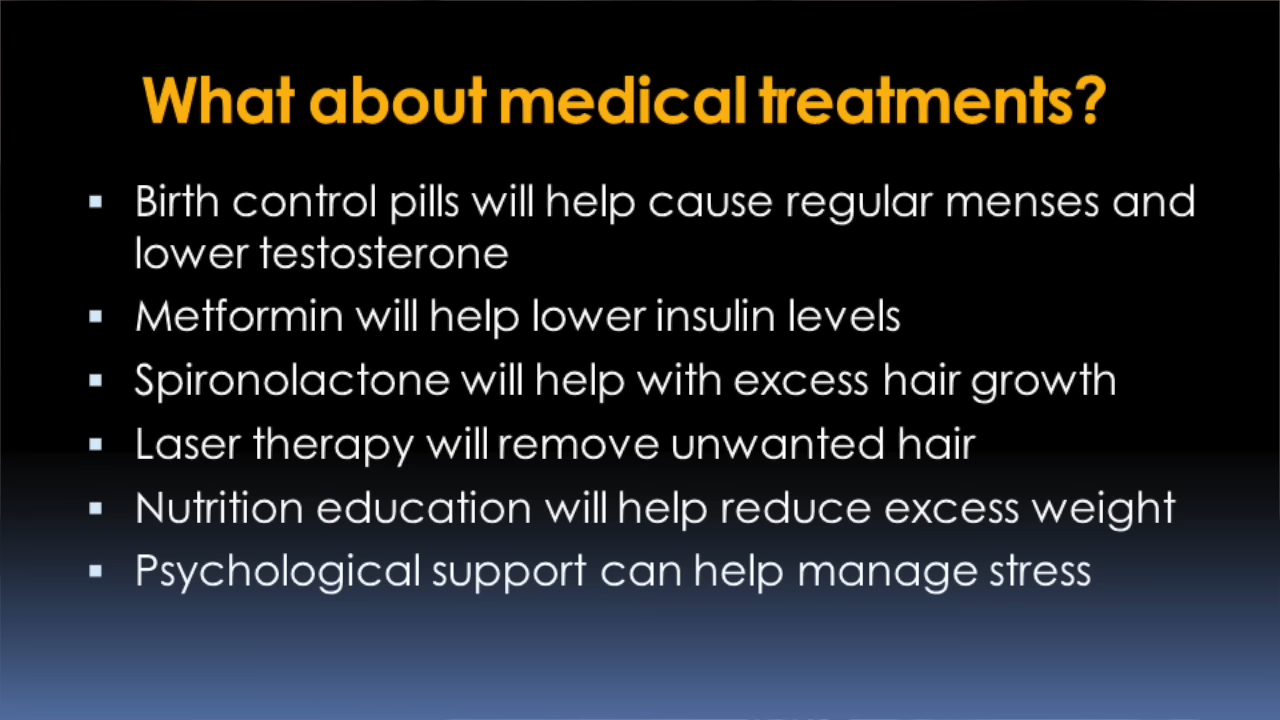 What about medical treatments?
▪ Birth control pills will help cause regular menses and
lower testosterone
▪ Metformin will help lower insulin levels
▪ Spironolactone will help with excess hair growth
▪ Laser therapy will remove unwanted hair
▪ Nutrition education will help reduce excess weight
▪ Psychological support can help manage stress